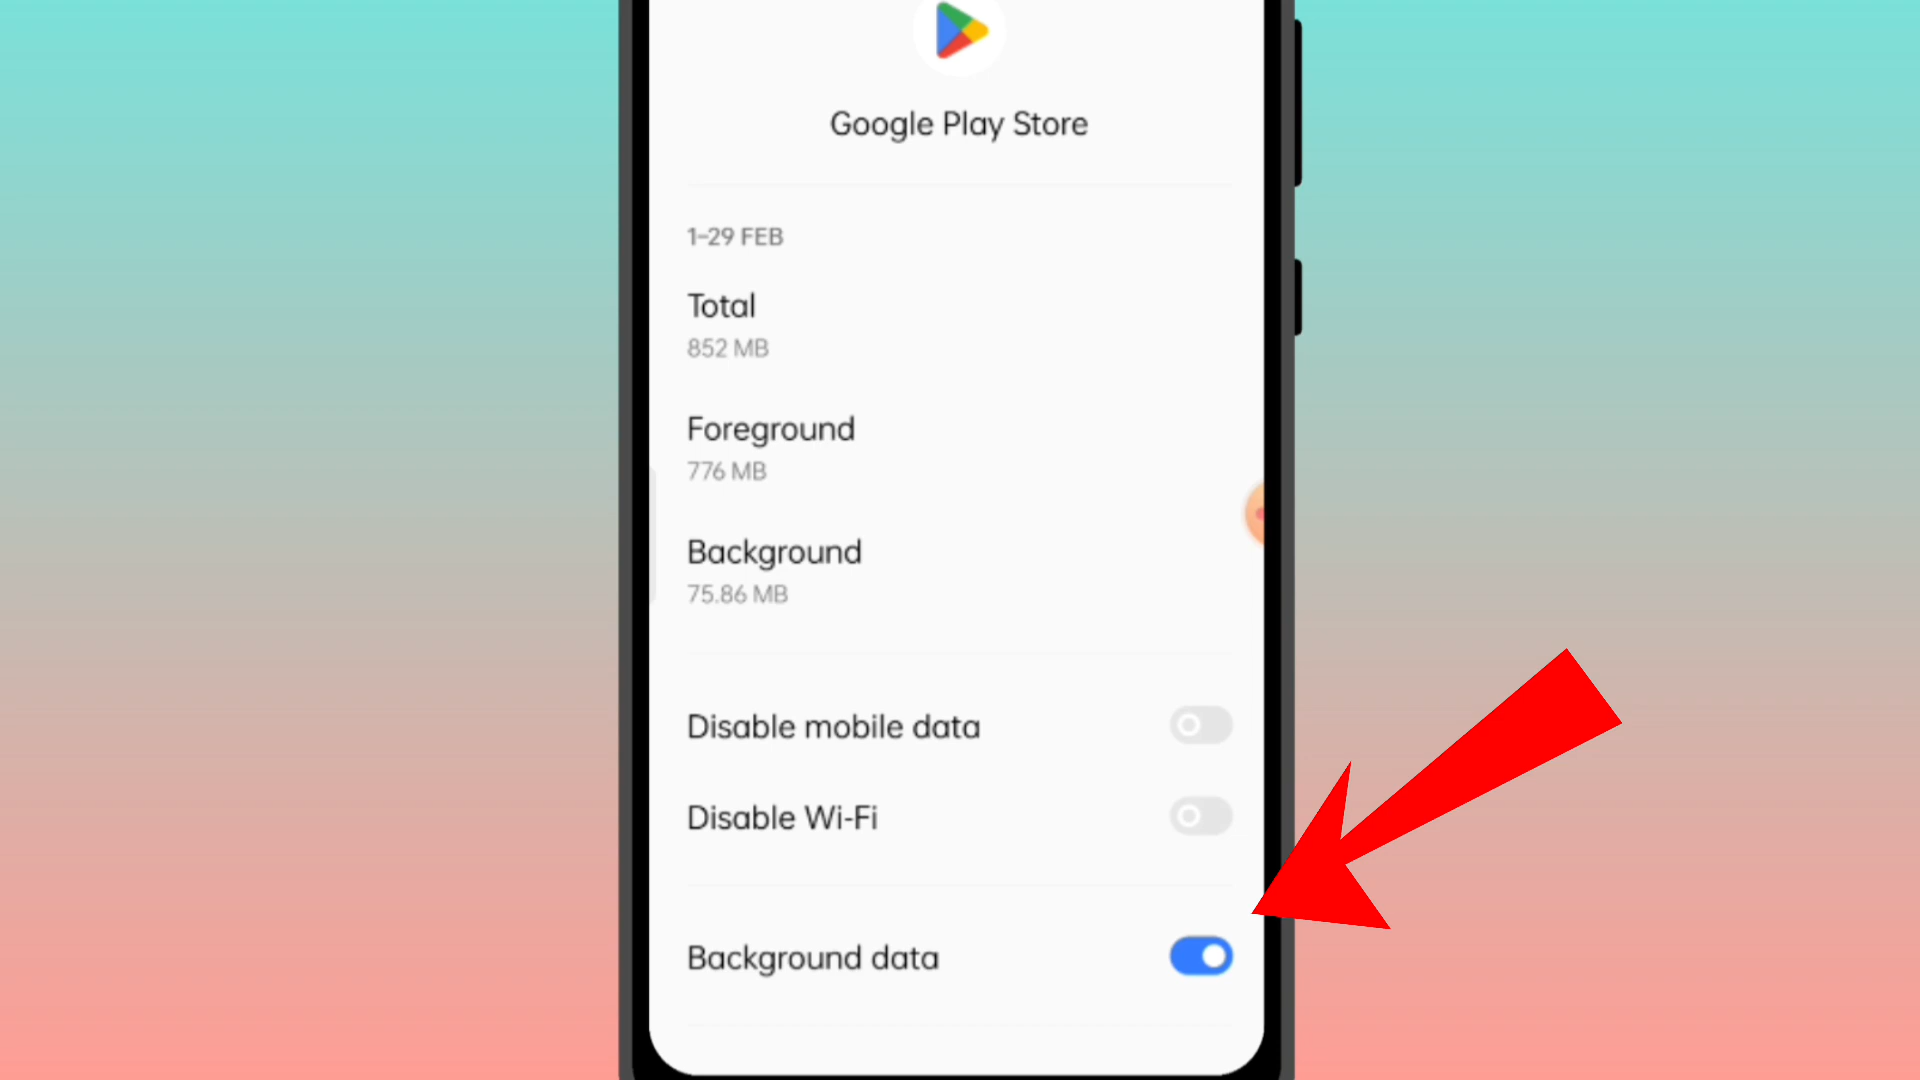 Google Play Store
1–29 FEB
Total
852 MB
Foreground
776 MB
Background
75.86 MB
Disable mobile data
Disable Wi-Fi
Background data